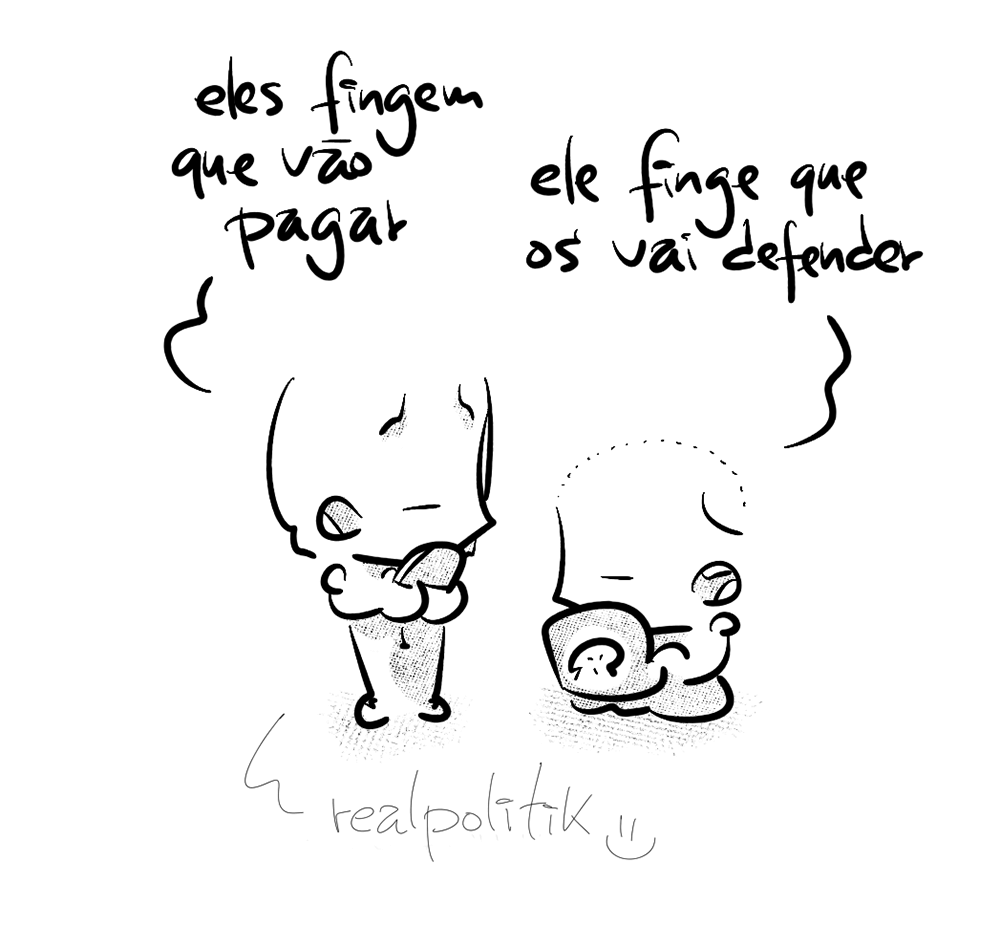 eles fingem
que vão
pagar
ele finge que
os vai defender
realpolitik =)